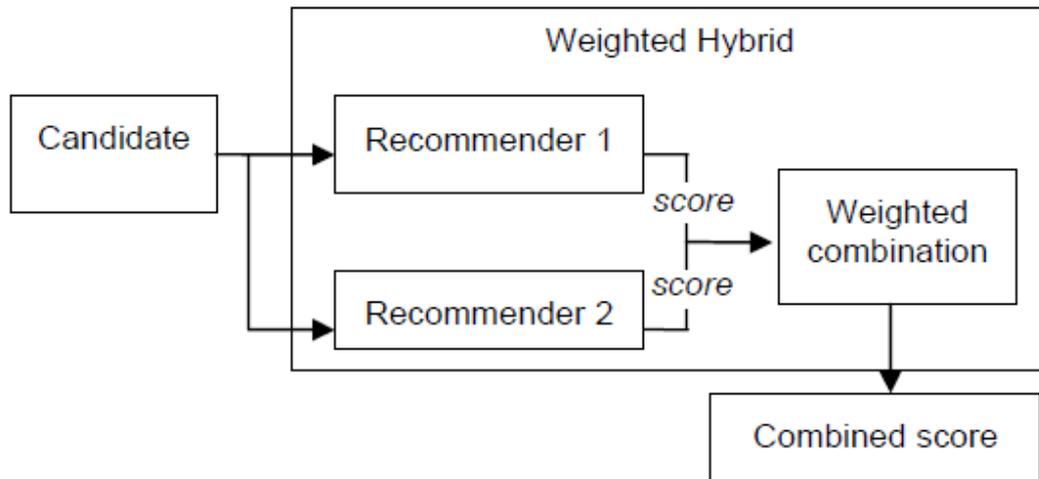 Weighted Hybrid
Candidate
Recommender 1
score
Weighted
combination
score
Recommender 2
Combined score